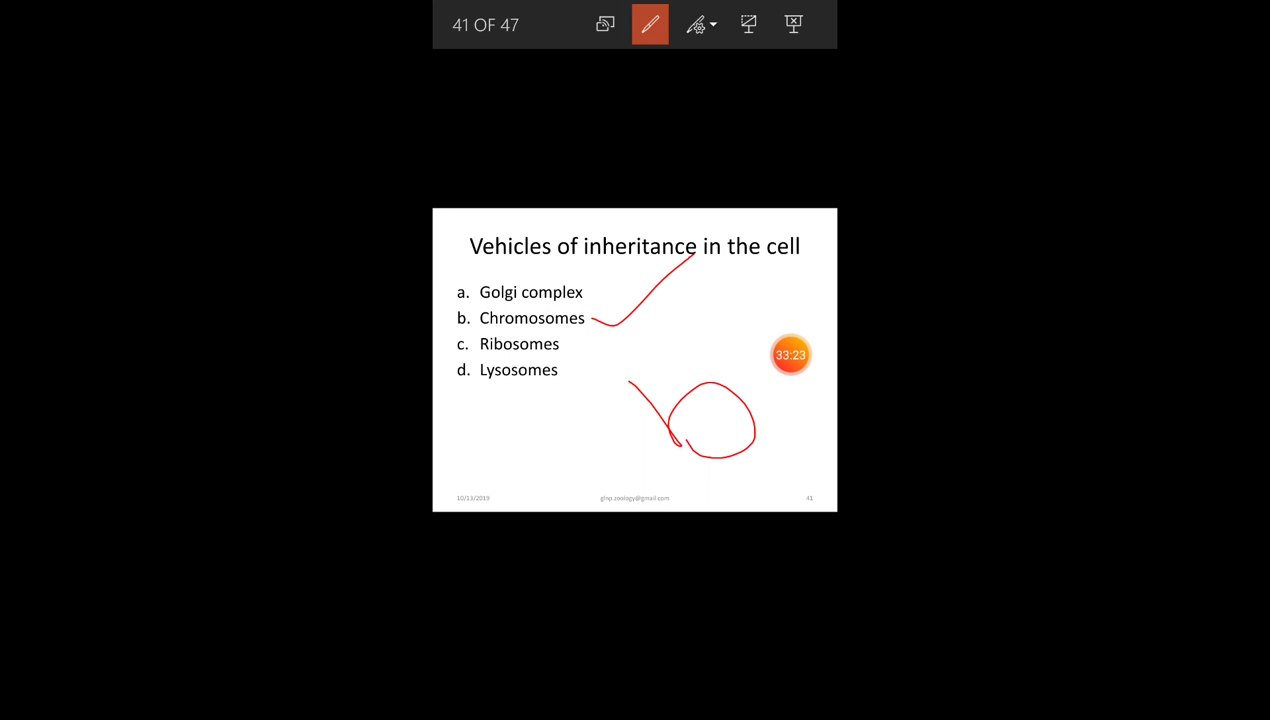 41 OF 47
Vehicles of inheritance in the cell
a. Golgi complex
b. Chromosomes
c. Ribosomes
33:23
d. Lysosomes
10/13/2019 glnp.zoology@gmail.com 41